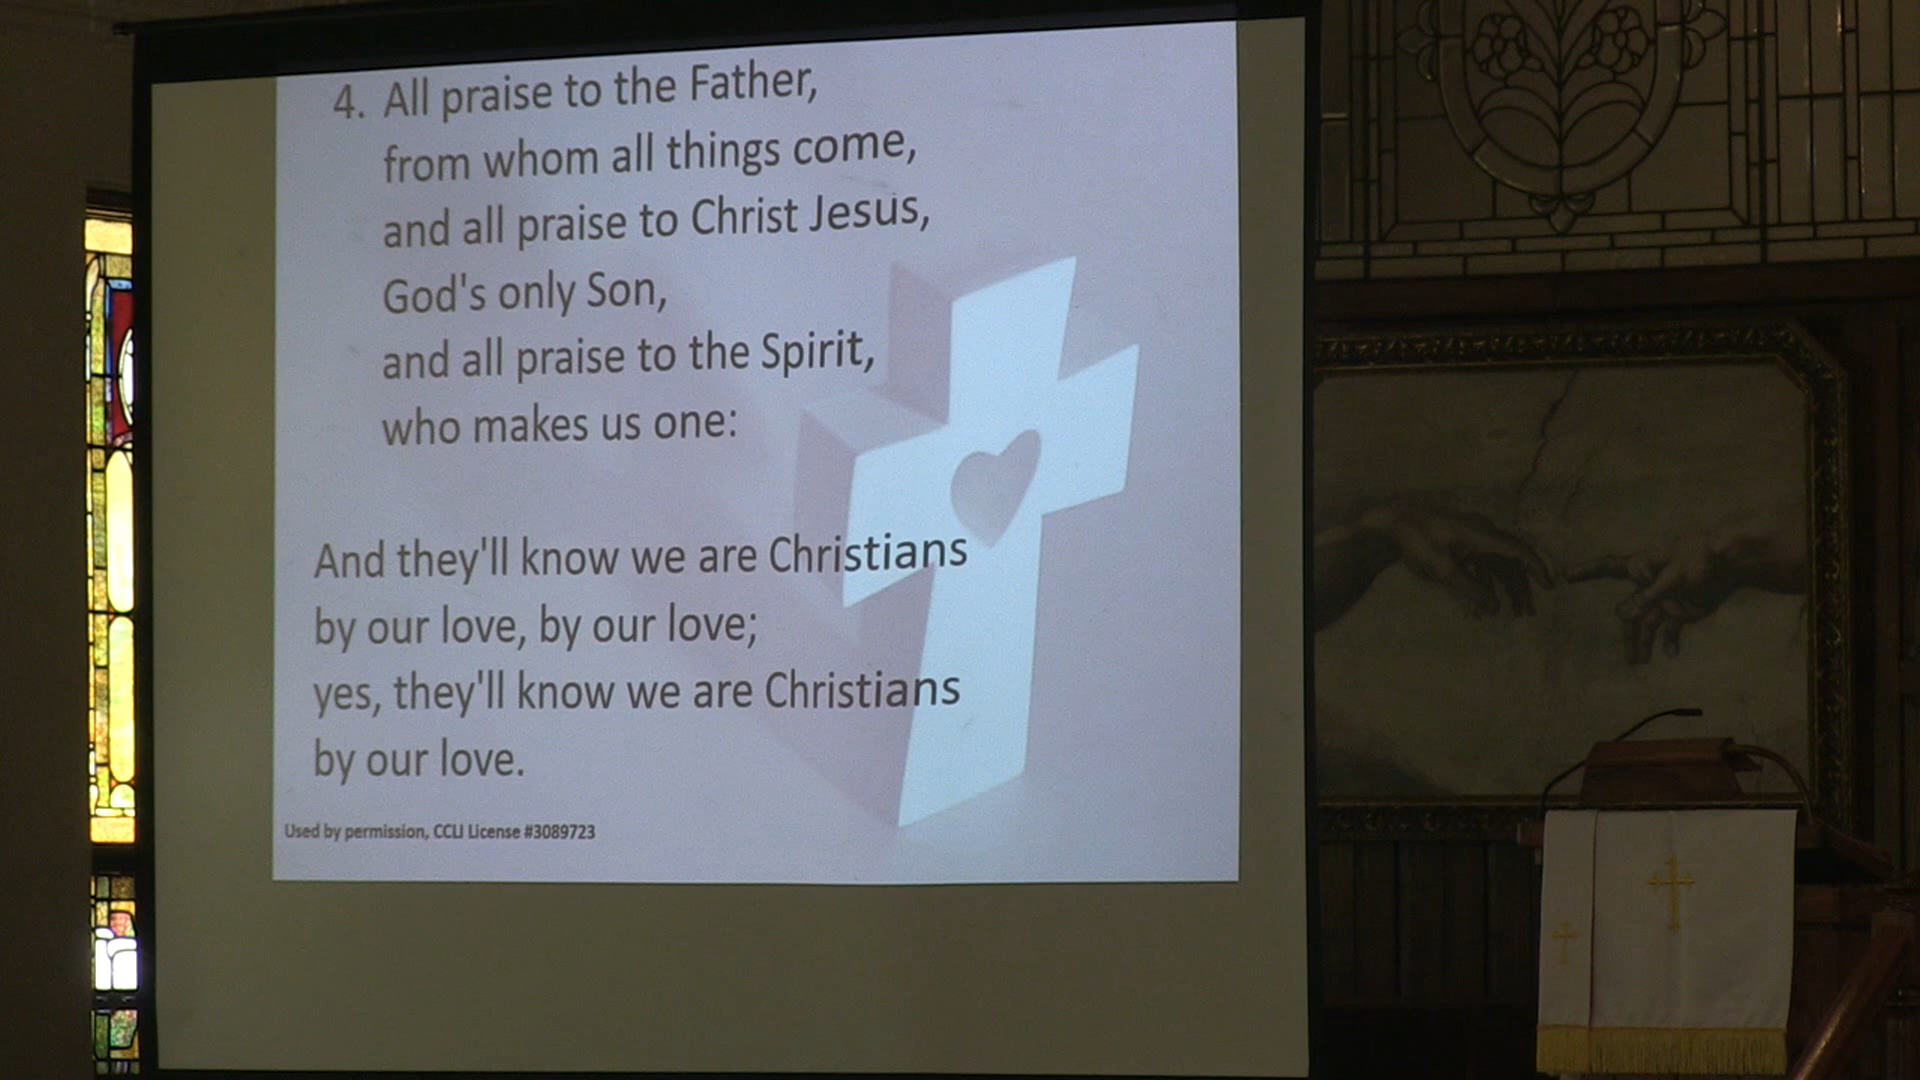 4. All praise to the Father,
from whom all things come,
and all praise to Christ Jesus,
God's only Son,
and all praise to the Spirit,
who makes us one:
And they'll know we are Christians
by our love, by our love;
yes, they'll know we are Christians
by our love.
Used by permission, CCLI License #3089723